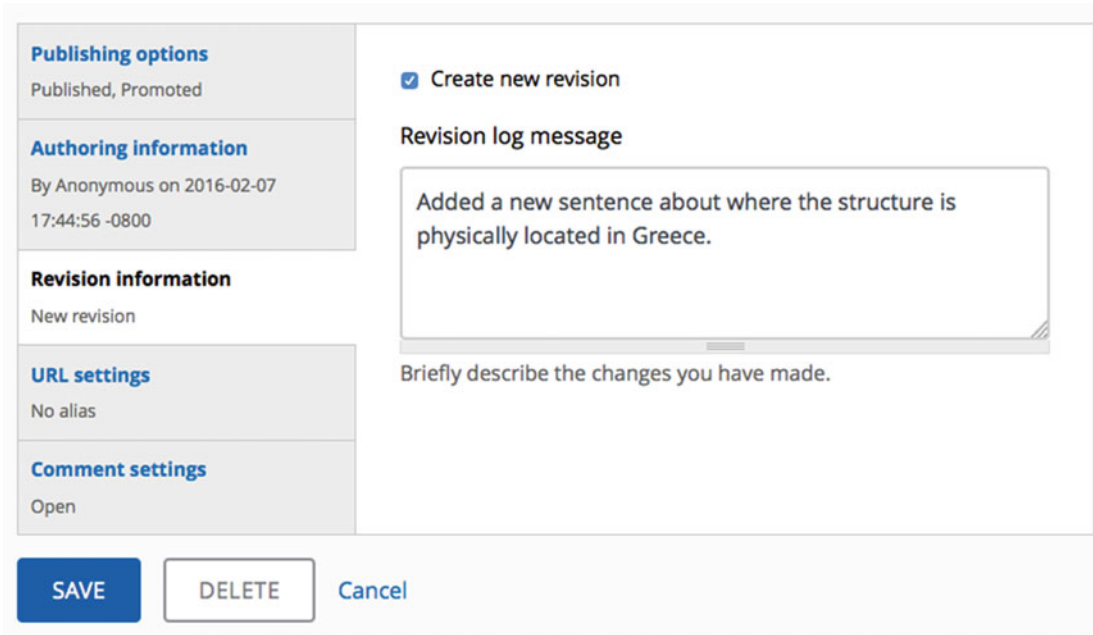 Publishing options
Published, Promoted
Authoring information
By Anonymous on 2016-02-07
17:44:56 -0800
Revision information
New revision
URL settings
No alias
Comment settings
Open
Create new revision
Revision log message
Added a new sentence about where the structure is
physically located in Greece.
Briefly describe the changes you have made.
SAVE
DELETE
Cancel